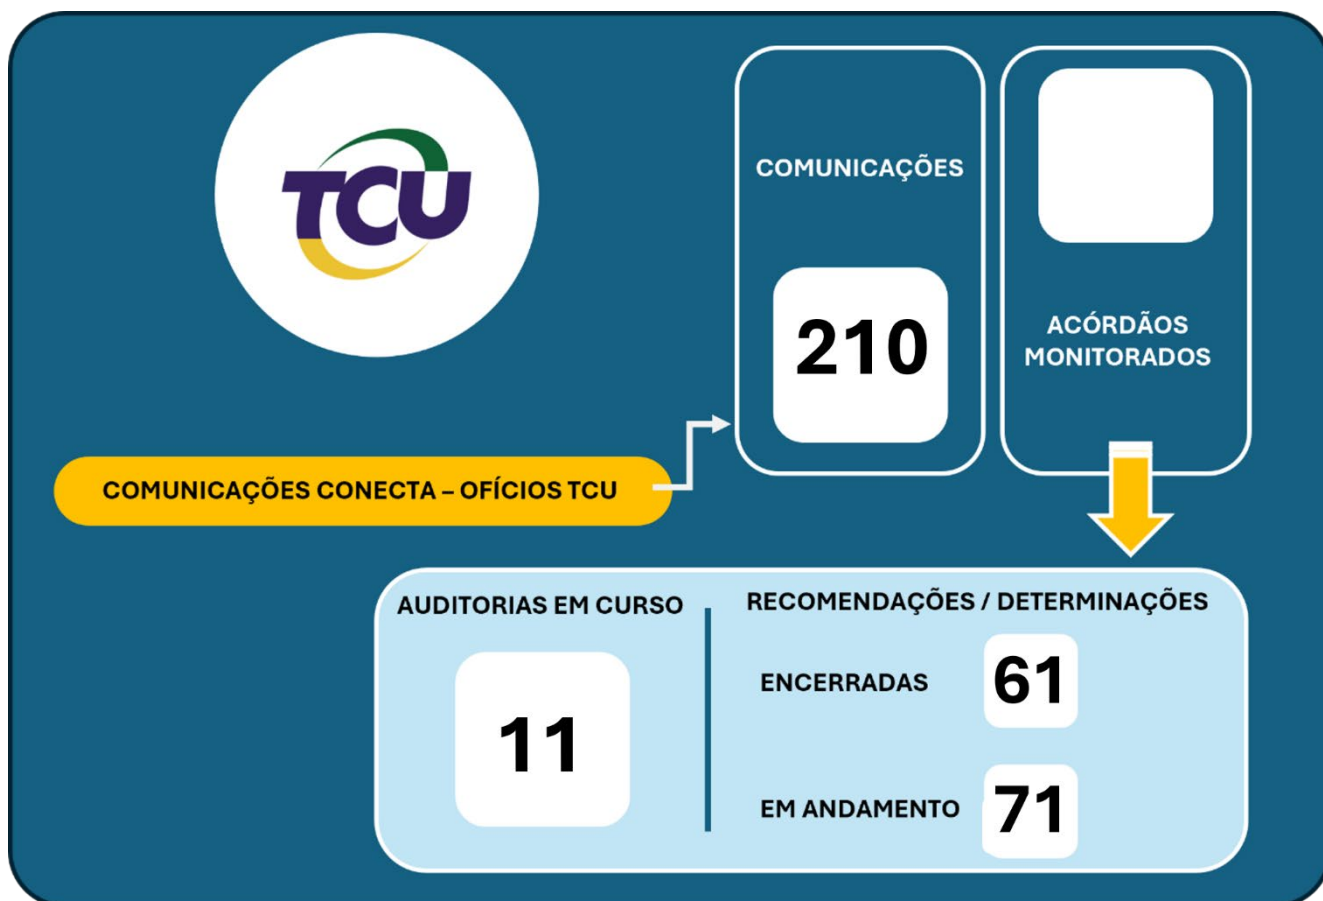 TCU
COMUNICAÇÕES
210
ACÓRDÃOS
MONITORADOS
COMUNICAÇÕES CONECTA – OFÍCIOS TCU
AUDITORIAS EM CURSO
11
RECOMENDAÇÕES / DETERMINAÇÕES
ENCERRADAS
61
EM ANDAMENTO
71